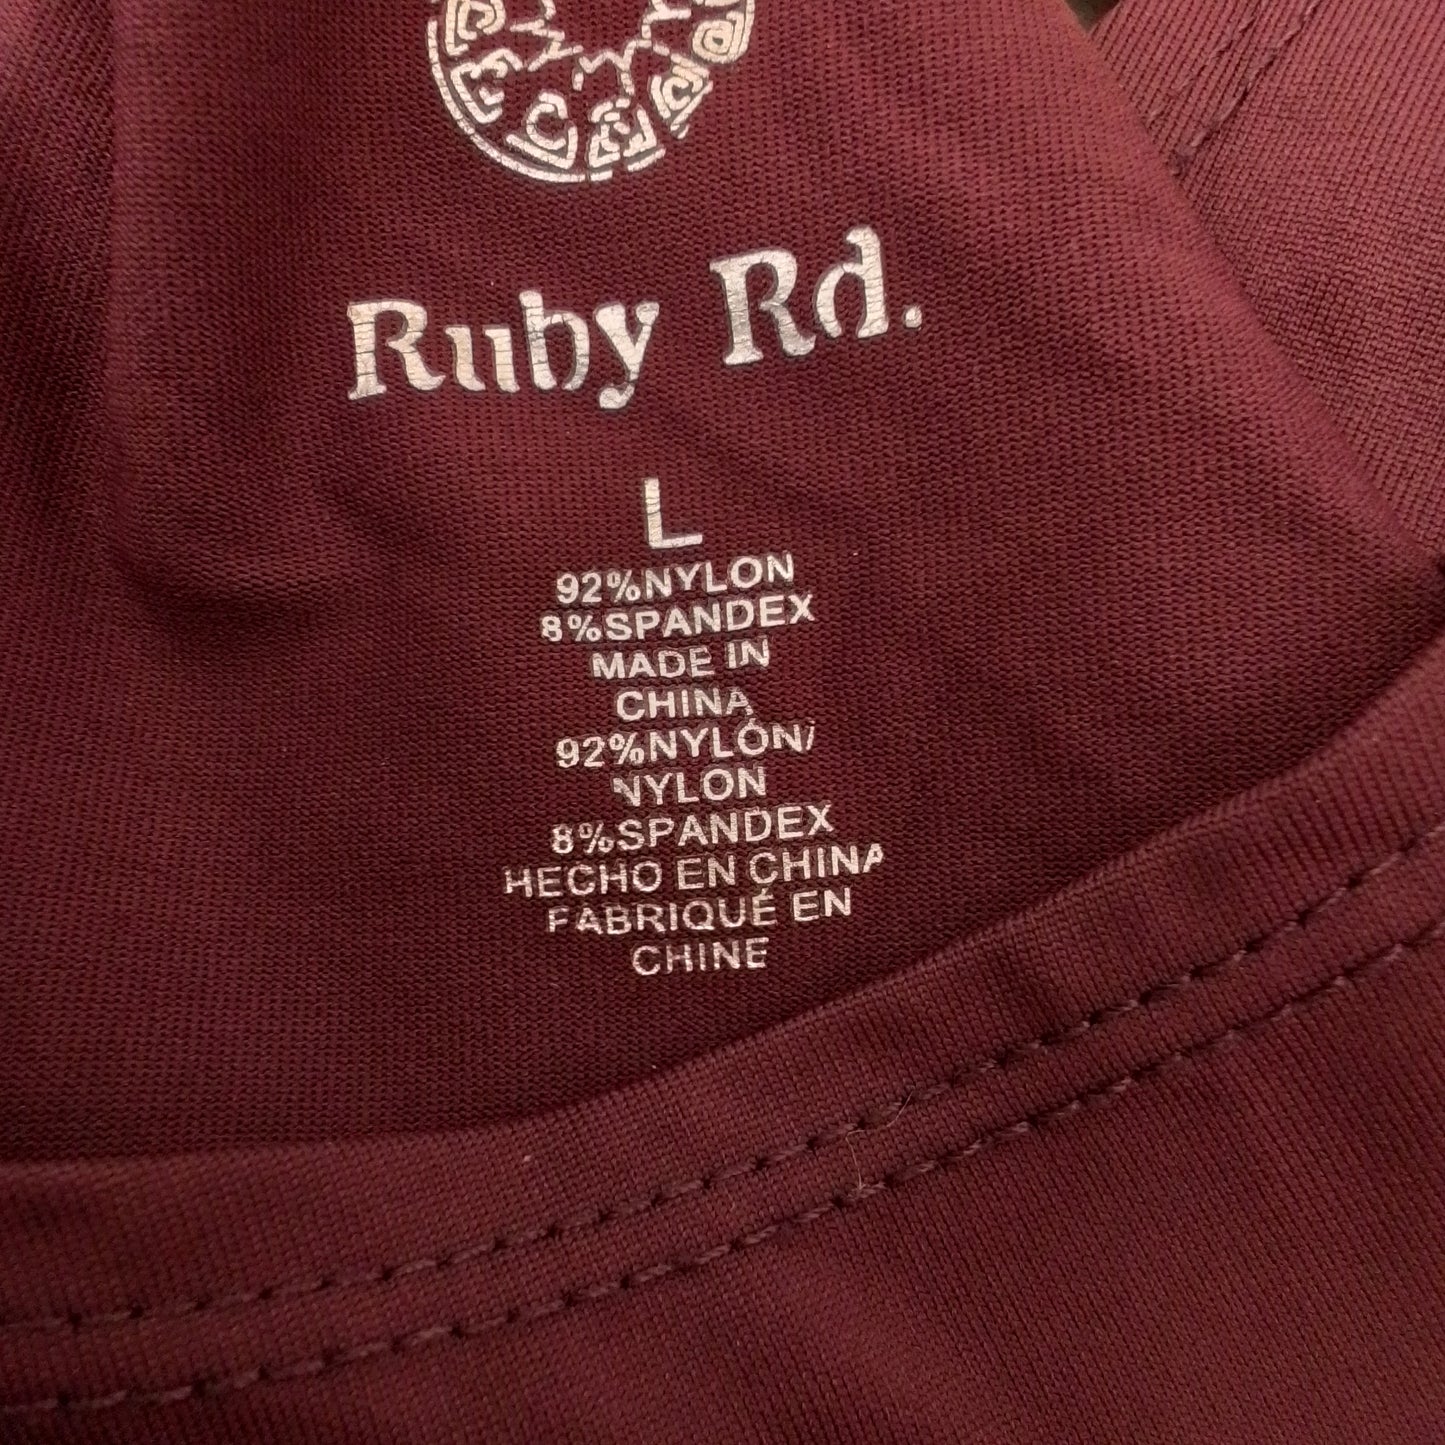 Ruby Rd.
L
92%NYLON
8%SPANDEX
MADE IN
CHINA
92%NYLÓN/
NYLON
8%SPANDEX
HECHO EN CHINA
FABRIQUÉ EN
CHINE